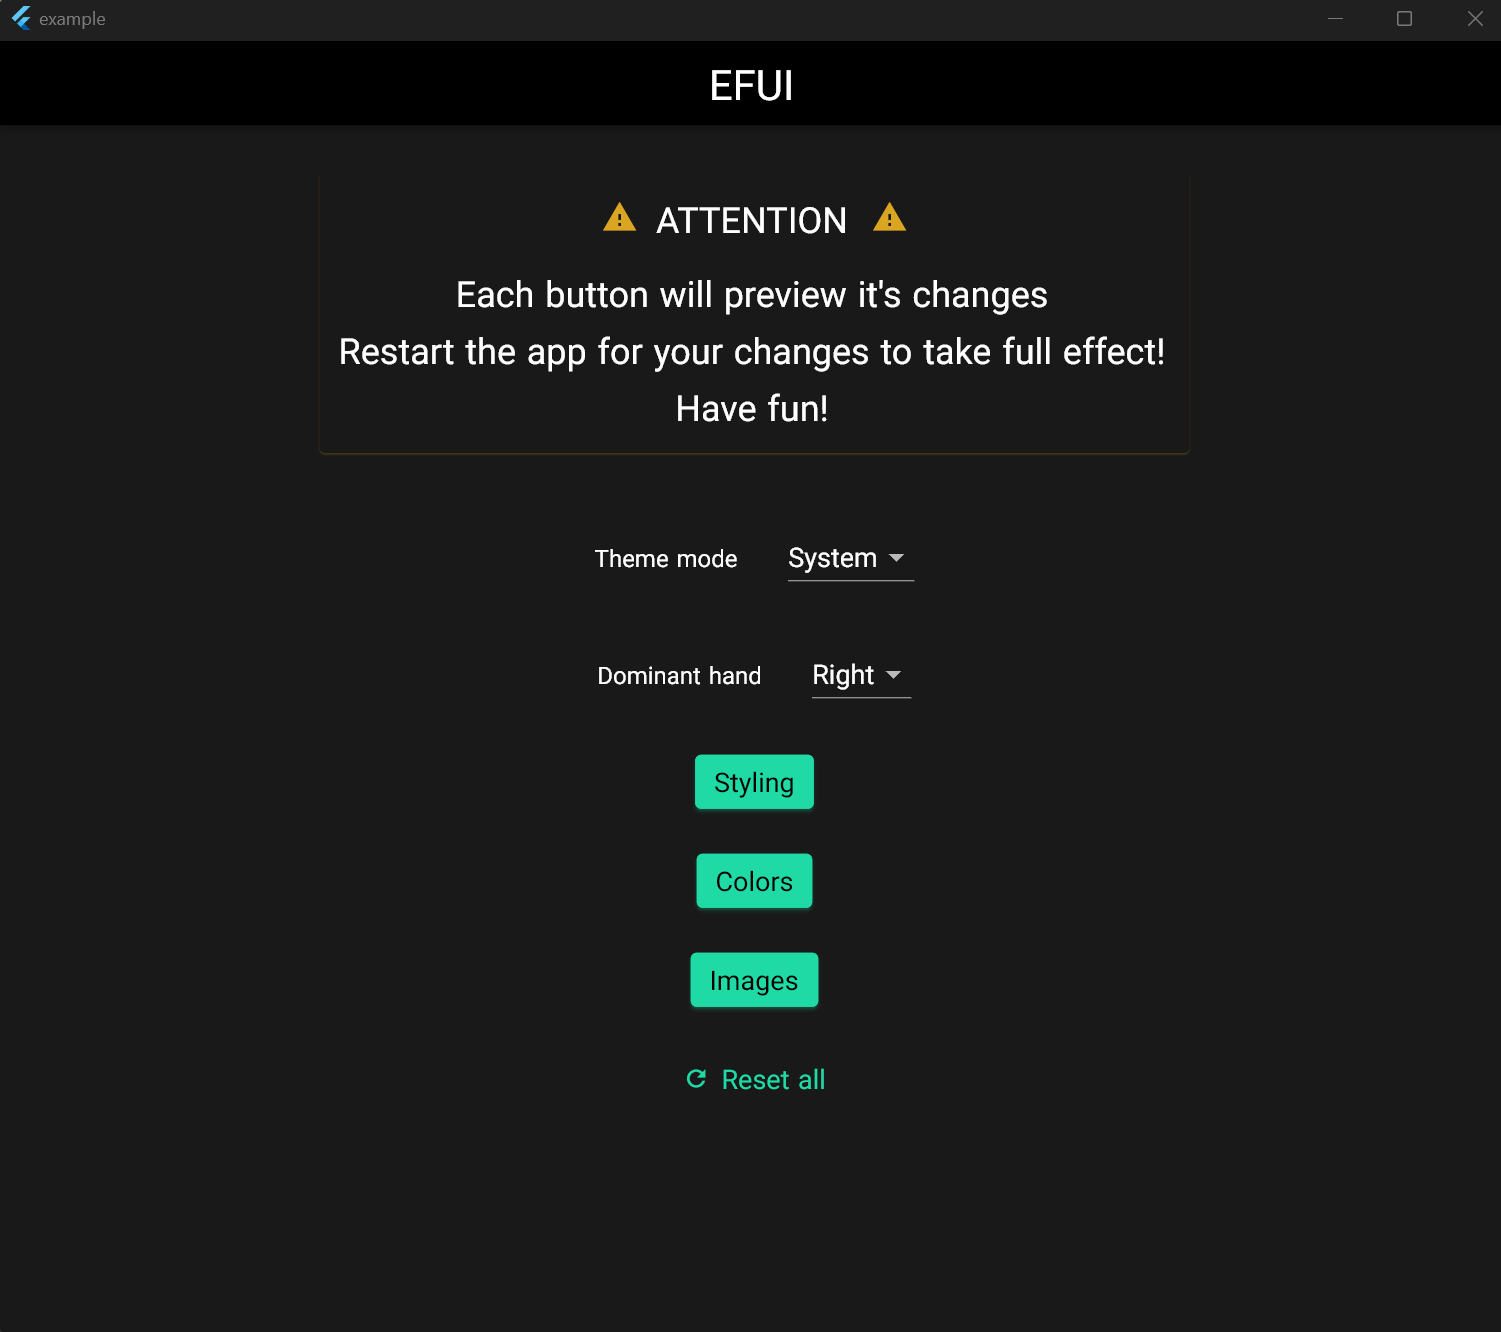 example
EFUI
ATTENTION
Each button will preview it's changes
Restart the app for your changes to take full effect!
Have fun!
Theme mode System
Dominant hand Right
Styling
Colors
Images
Reset all